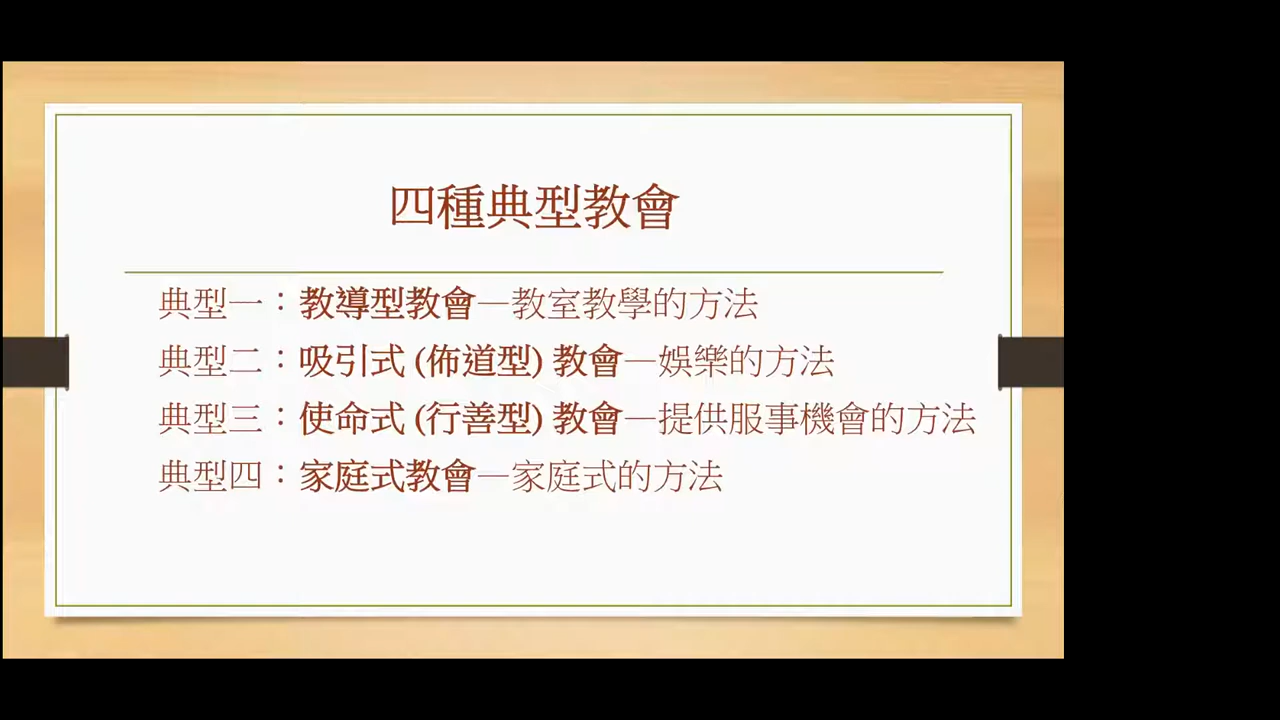 四種典型教會
典型一：教導型教會—教室教學的方法
典型二：吸引式 (佈道型) 教會—娛樂的方法
典型三：使命式 (行善型) 教會—提供服事機會的方法
典型四：家庭式教會—家庭式的方法